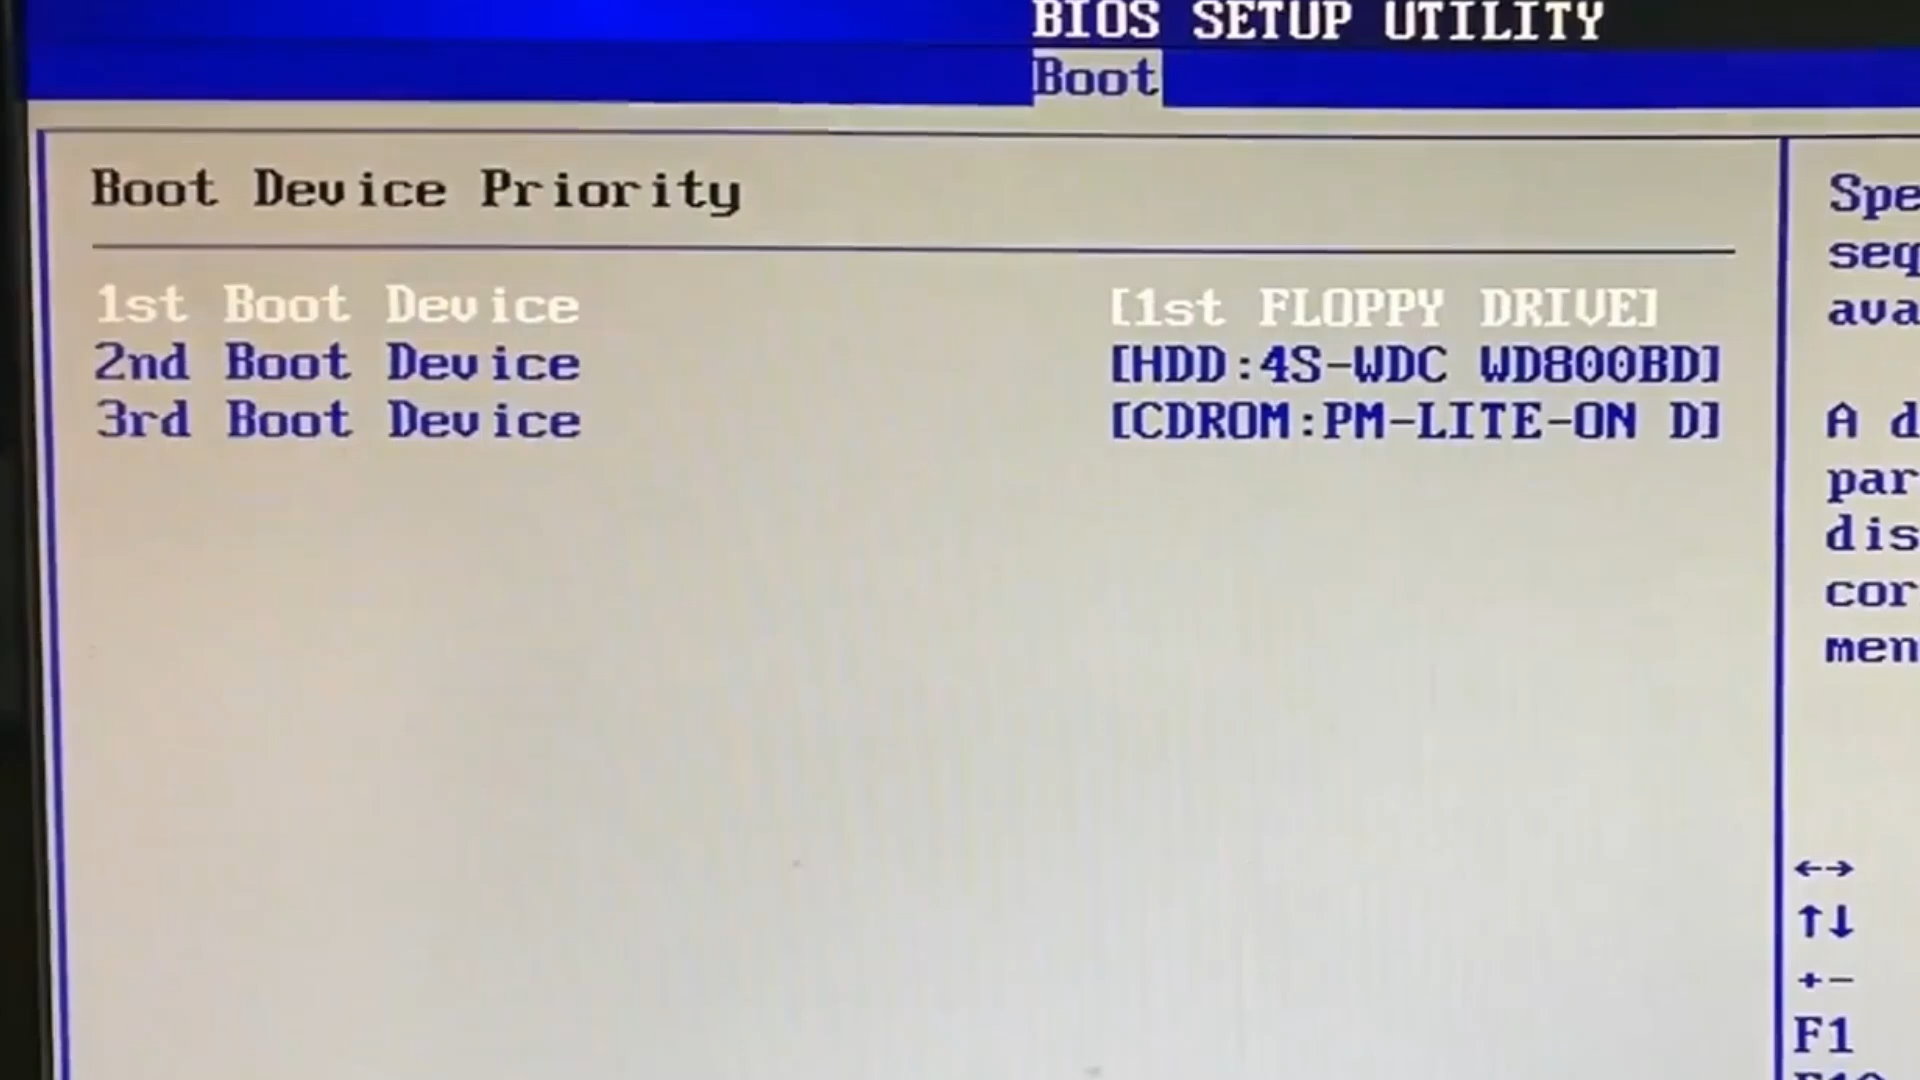 BIOS SETUP UTILITY
Boot
Boot Device Priority
1st Boot Device [1st FLOPPY DRIVE]
2nd Boot Device [HDD:4S-WDC WD800BD]
3rd Boot Device [CDROM:PM-LITE-ON D]
Spe
seq
ava
A d
par
dis
cor
men
←→
↑↓
+-
F1